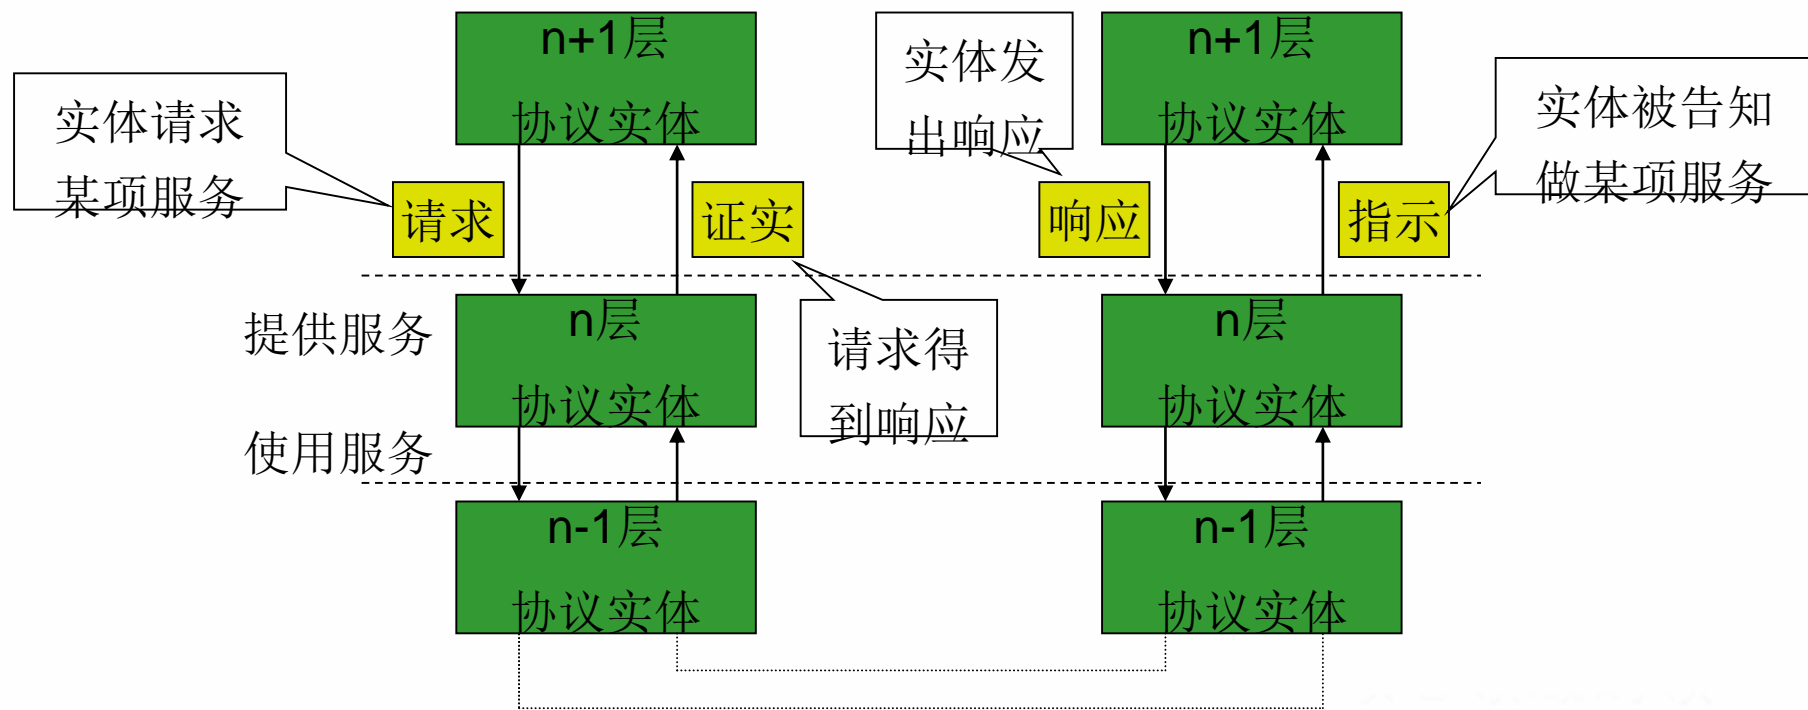 n+1层
协议实体
实体发
出响应
n+1层
协议实体
实体请求
某项服务
实体被告知
做某项服务
请求
证实
响应
指示
提供服务
n层
协议实体
请求得
到响应
n层
协议实体
使用服务
n-1层
协议实体
n-1层
协议实体